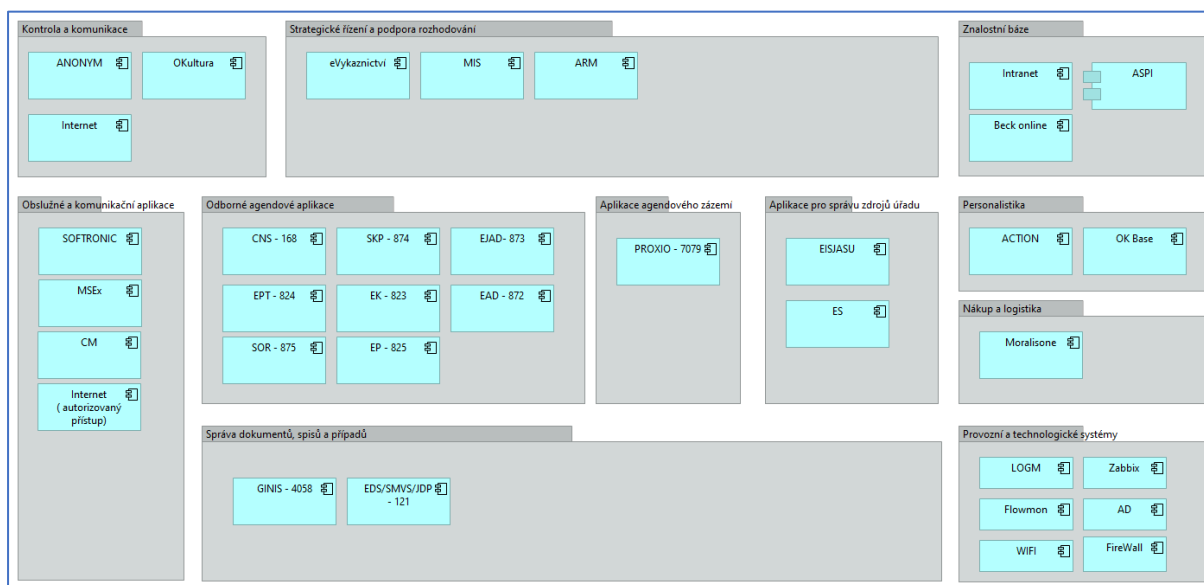 Kontrola a komunikace
ANONYM
OKultura
Internet
Strategické řízení a podpora rozhodování
eVykaznictví
MIS
ARM
Znalostní báze
Intranet
ASPI
Beck online
Obslužné a komunikační aplikace
SOFTRONIC
MSEx
CM
Internet
( autorizovaný
přístup)
Odborné agendové aplikace
CNS - 168
SKP - 874
EJAD- 873
EPT - 824
EK - 823
EAD - 872
SOR - 875
EP - 825
Aplikace agendového zázemí
PROXIO - 7079
Aplikace pro správu zdrojů úřadu
EISJASU
ES
Personalistika
ACTION
OK Base
Nákup a logistika
Moralisone
Správa dokumentů, spisů a případů
GINIS - 4058
EDS/SMVS/JDP
- 121
Provozní a technologické systémy
LOGM
Zabbix
Flowmon
AD
WIFI
FireWall